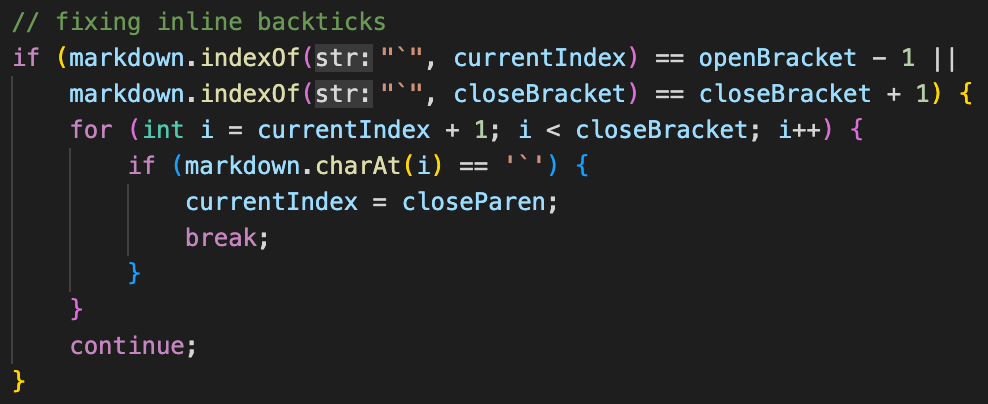 // fixing inline backticks
if (markdown.indexOf(str: "`", currentIndex) == openBracket - 1 ||
    markdown.indexOf(str: "`", closeBracket) == closeBracket + 1) {
    for (int i = currentIndex + 1; i < closeBracket; i++) {
        if (markdown.charAt(i) == '`') {
            currentIndex = closeParen;
            break;
        }
    }
    continue;
}